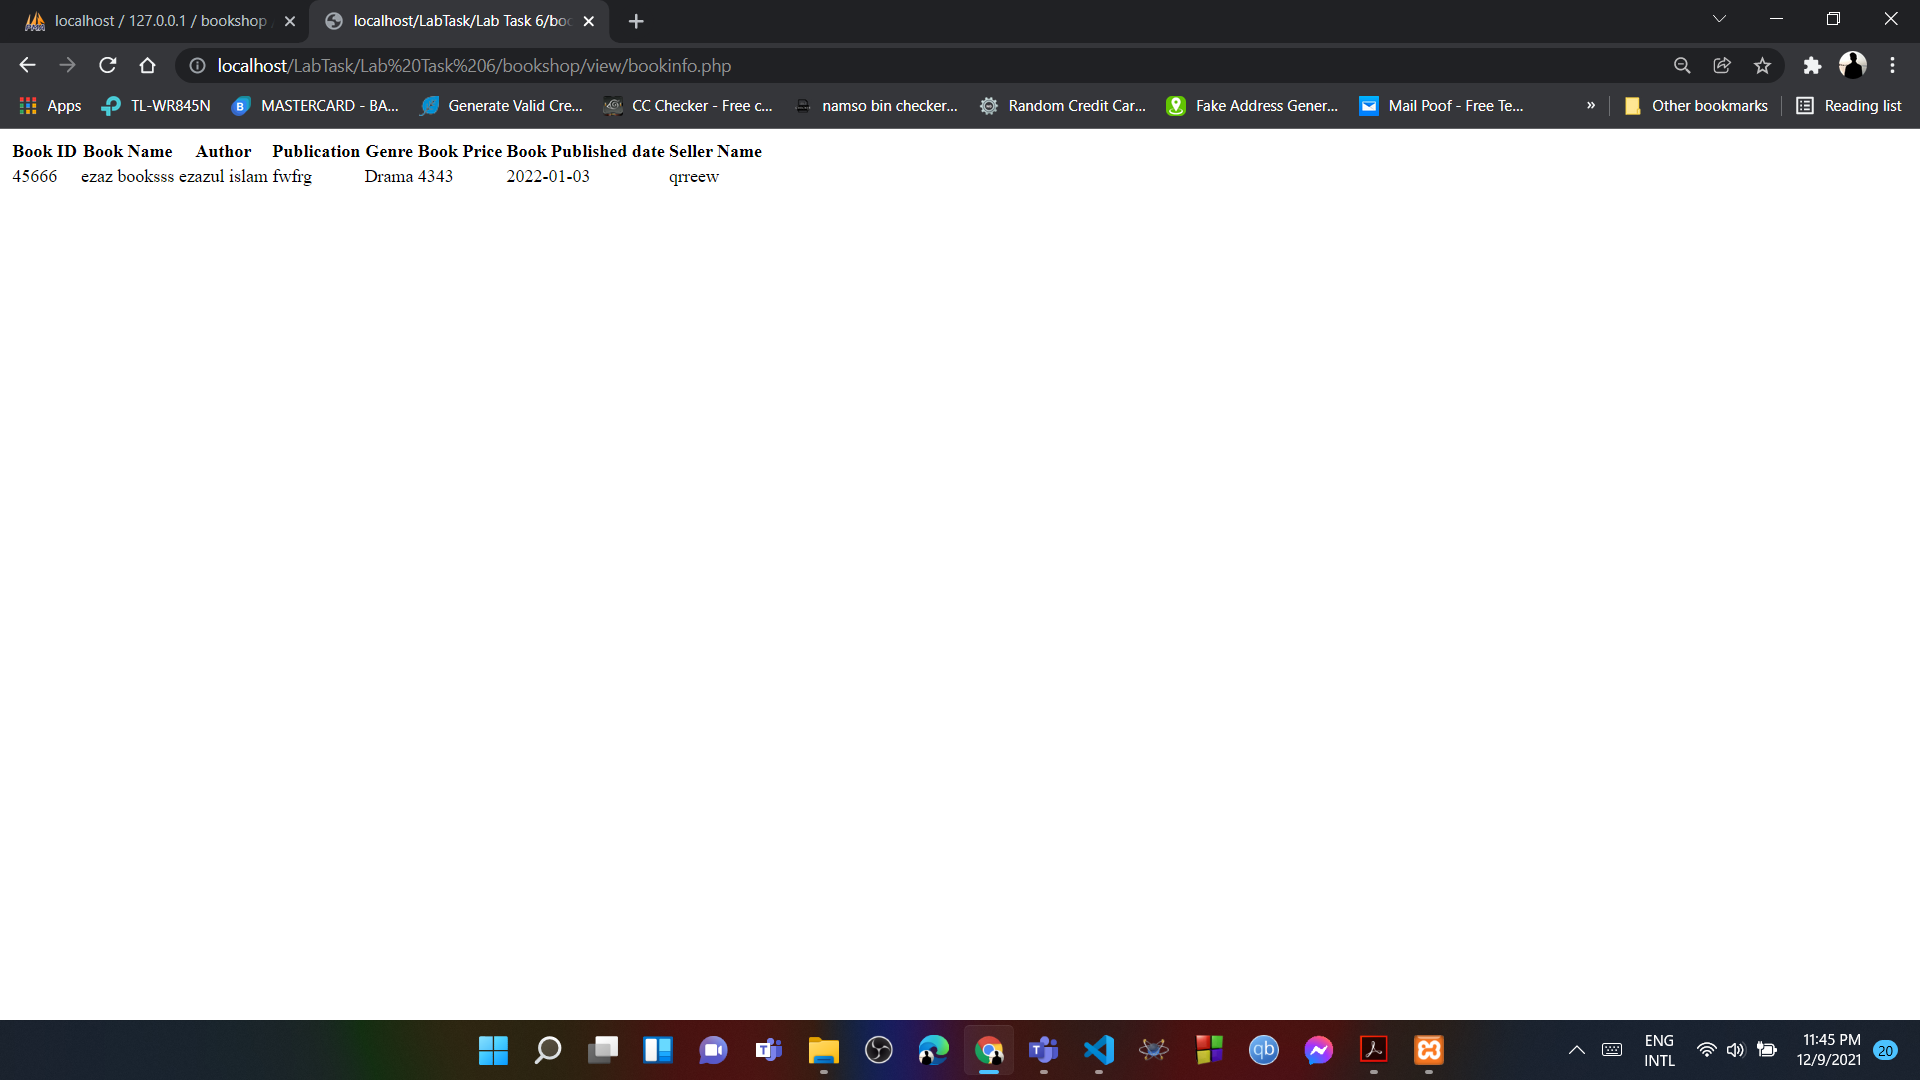 localhost / 127.0.0.1 / bookshop
localhost/LabTask/Lab Task 6/boo
localhost/LabTask/Lab%20Task%206/bookshop/view/bookinfo.php
Apps TL-WR845N MASTERCARD - BA... Generate Valid Cre... CC Checker - Free c... namso bin checker... Random Credit Car... Fake Address Gener... Mail Poof - Free Te... » Other bookmarks Reading list
Book ID Book Name Author Publication Genre Book Price Book Published date Seller Name
45666 ezaz booksss ezazul islam fwfrg Drama 4343 2022-01-03 qrreew
ENG
INTL
11:45 PM
12/9/2021
20